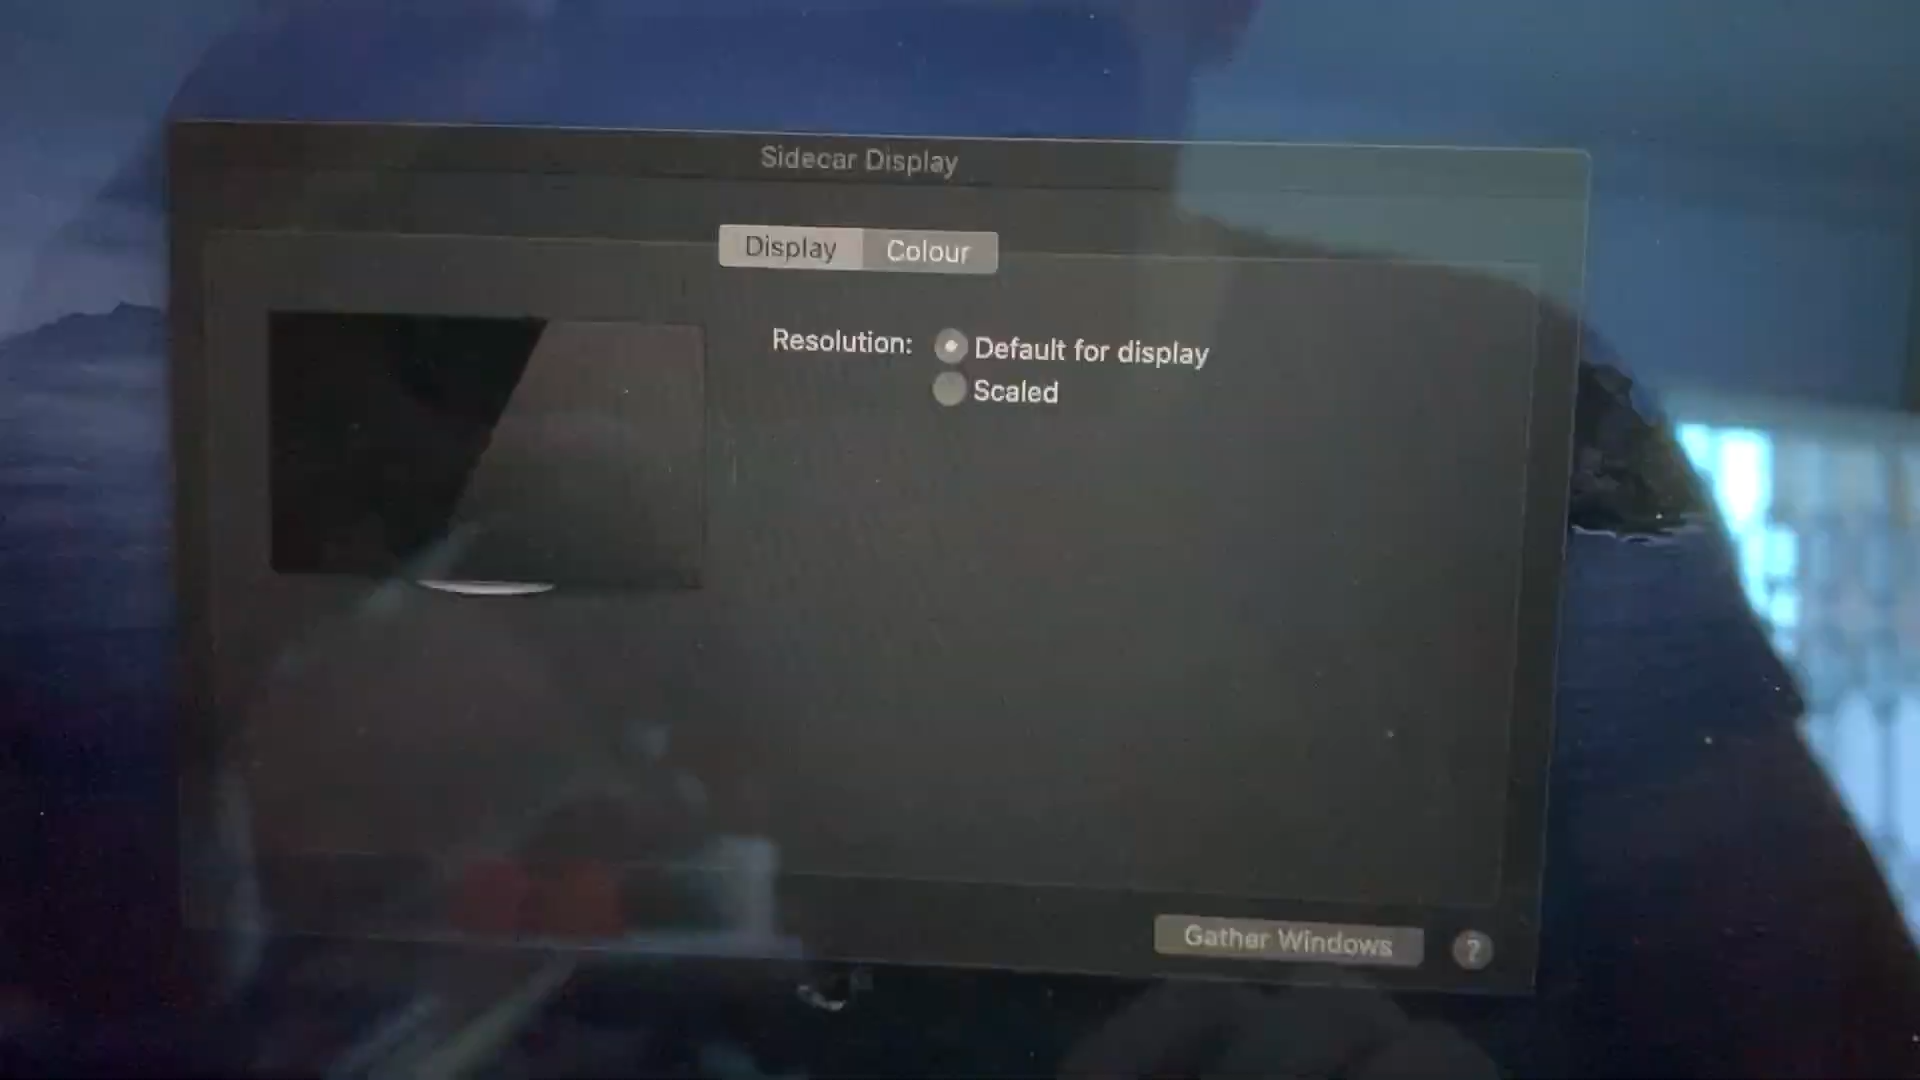 Sidecar Display
Display Colour
Resolution: Default for display
Scaled
Gather Windows ?